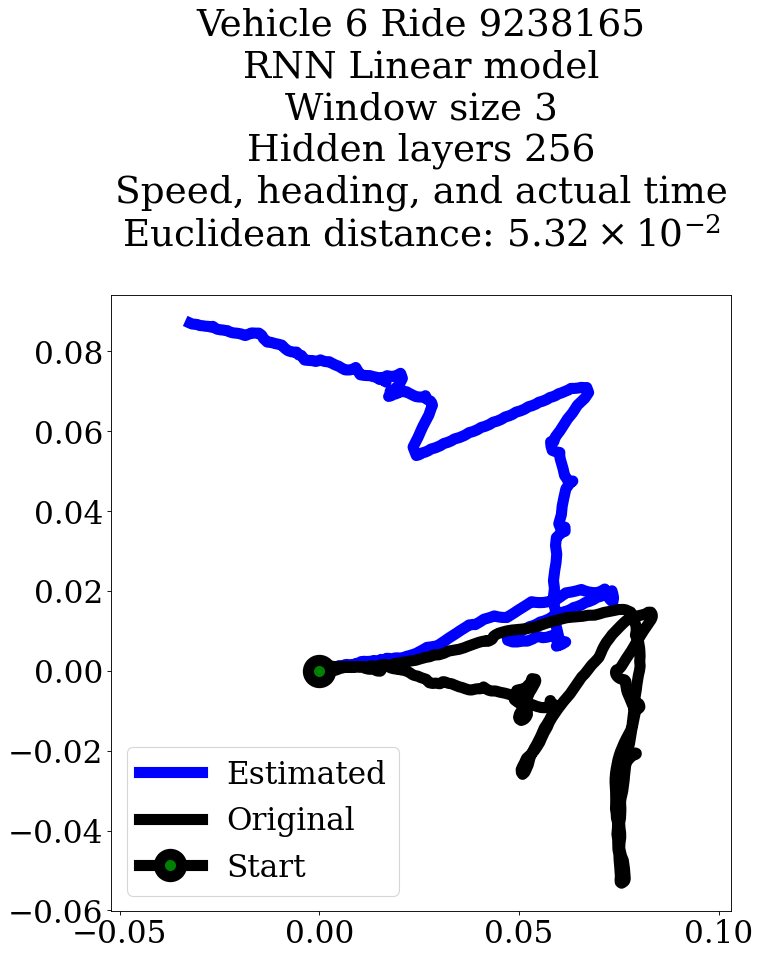 Vehicle 6 Ride 9238165
RNN Linear model
Window size 3
Hidden layers 256
Speed, heading, and actual time
Euclidean distance: 5.32 × 10⁻²
0.08
0.06
0.04
0.02
0.00
−0.02
−0.04
−0.06
Estimated
Original
Start
−0.05 0.00 0.05 0.10